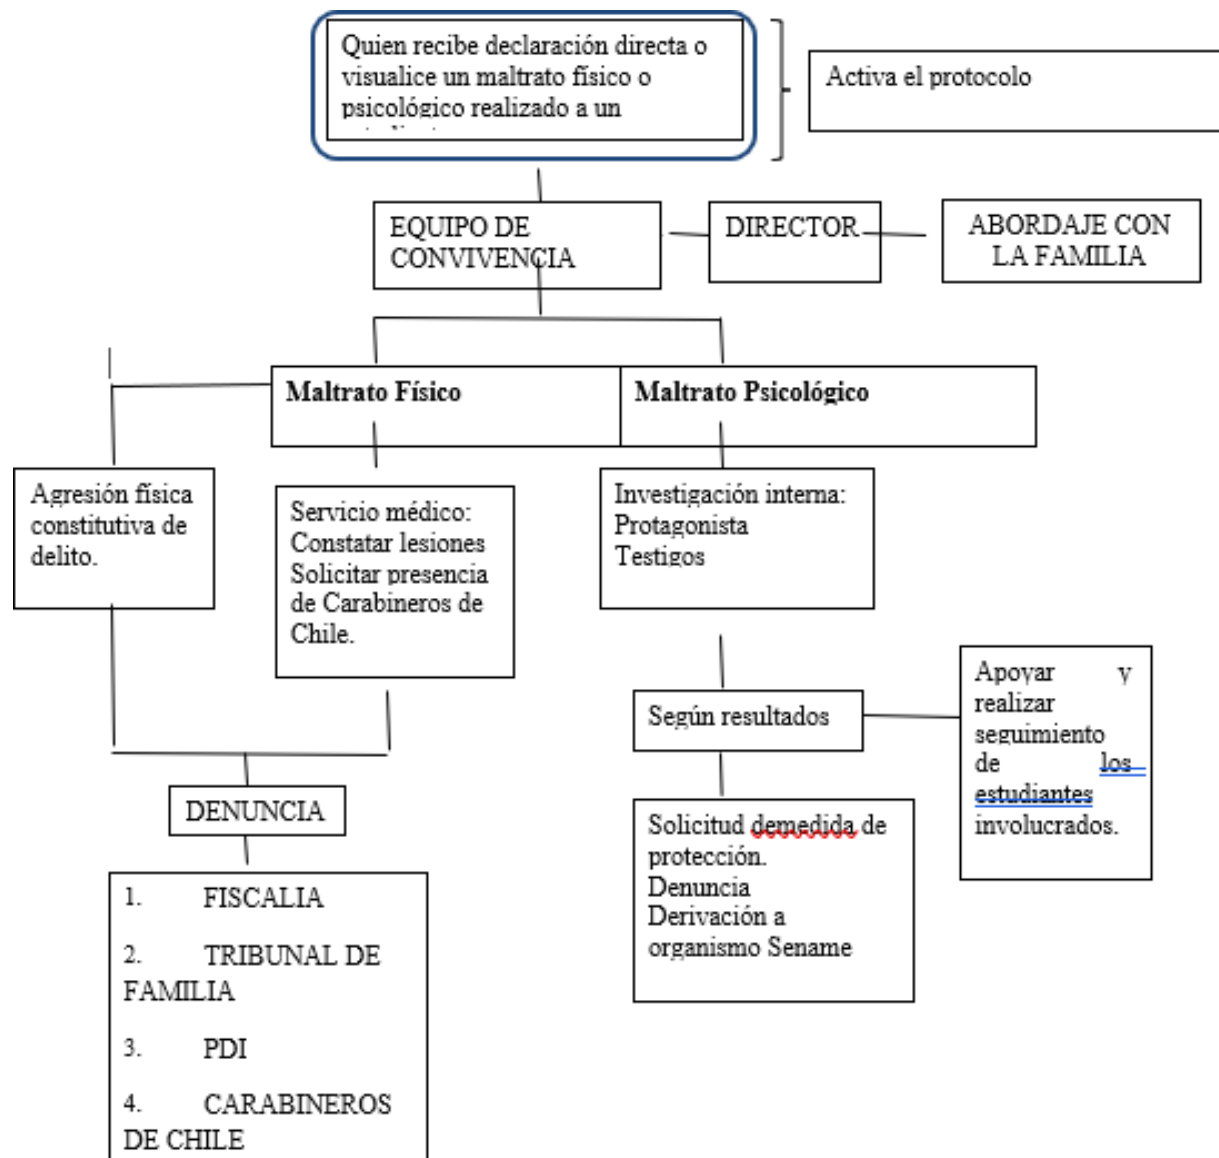 Quien recibe declaración directa o
visualice un maltrato físico o
psicológico realizado a un
Activa el protocolo
EQUIPO DE
CONVIVENCIA
DIRECTOR
ABORDAJE CON
LA FAMILIA
Maltrato Físico
Maltrato Psicológico
Agresión física
constitutiva de
delito.
Servicio médico:
Constatar lesiones
Solicitar presencia
de Carabineros de
Chile.
Investigación interna:
Protagonista
Testigos
Según resultados
Apoyar y
realizar
seguimiento
de los
estudiantes
involucrados.
Solicitud demedida de
protección.
Denuncia
Derivación a
organismo Sename
DENUNCIA
1. FISCALIA
2. TRIBUNAL DE
FAMILIA
3. PDI
4. CARABINEROS
DE CHILE